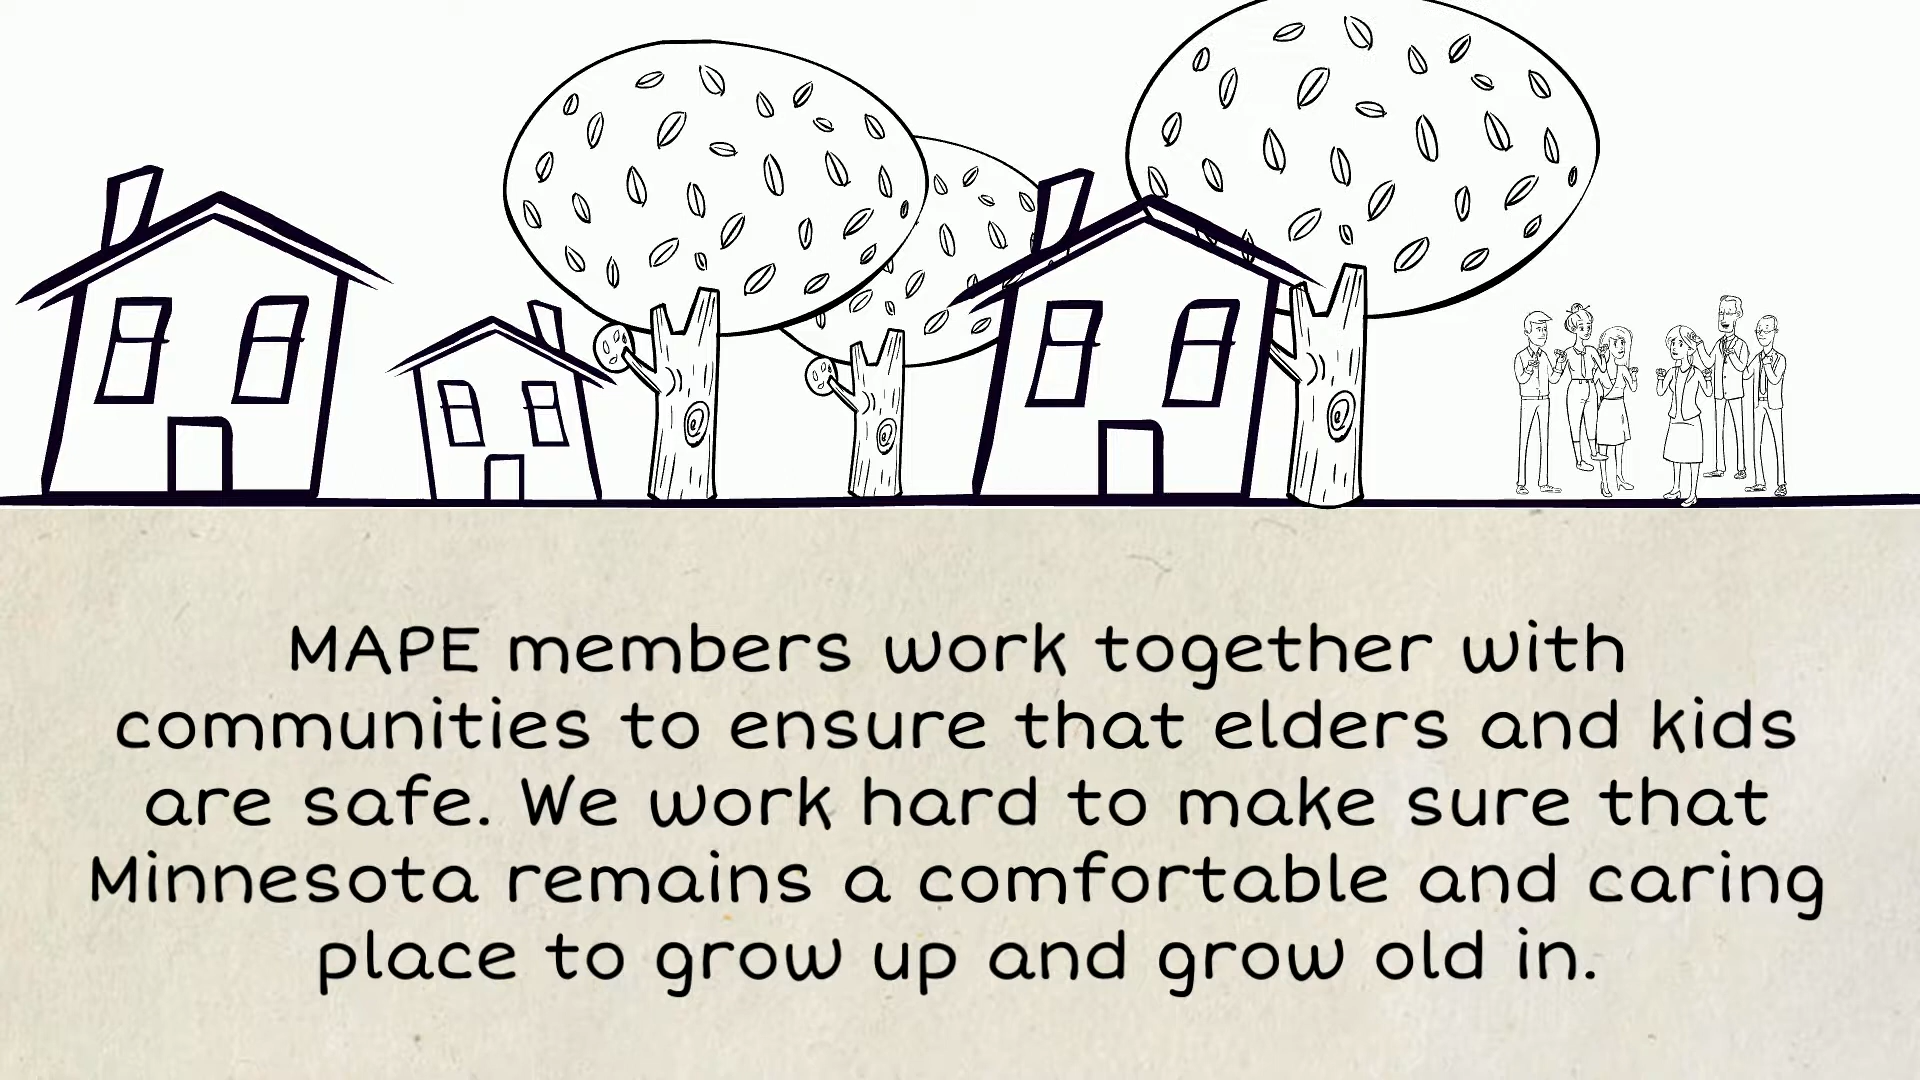 MAPE members work together with
communities to ensure that elders and kids
are safe. We work hard to make sure that
Minnesota remains a comfortable and caring
place to grow up and grow old in.